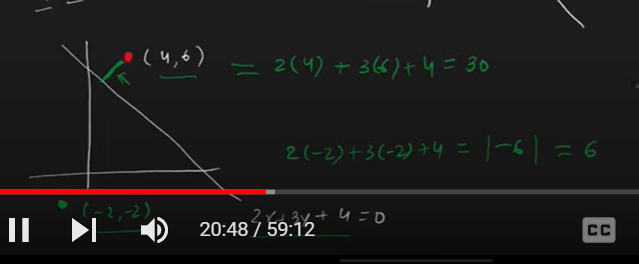 (4,6) = 2(4) + 3(6) + 4 = 30
2(-2) + 3(-2) + 4 = |-6| = 6
(-2,-2)
2x+3y + 4 = 0
20:48 / 59:12
CC